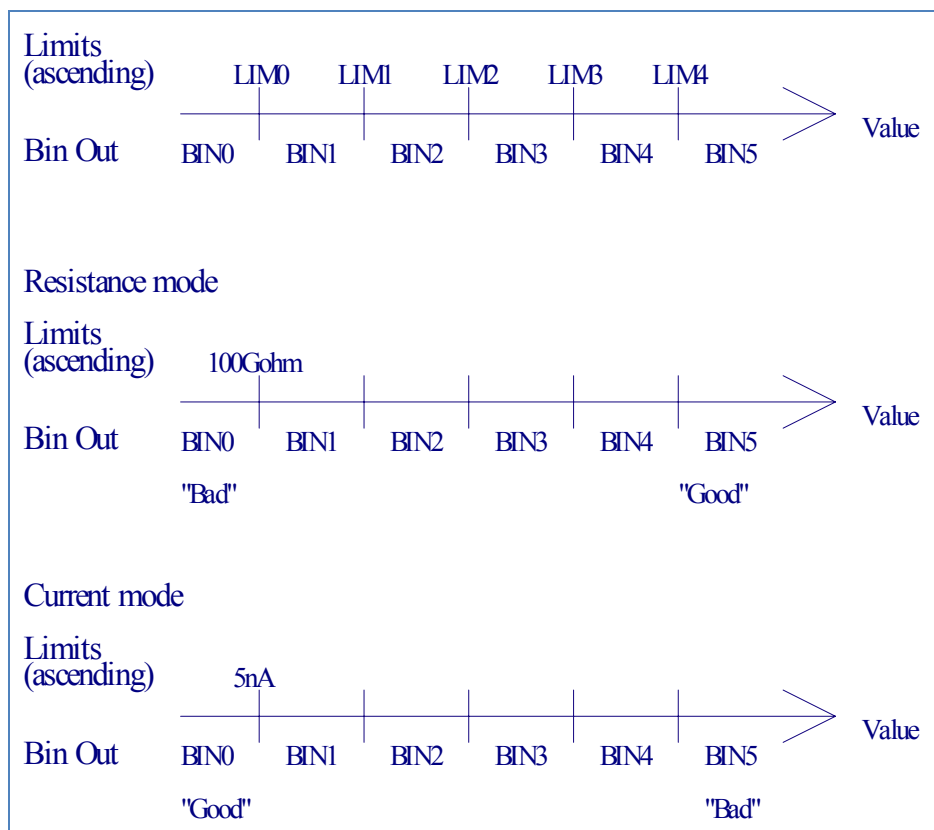 Limits
(ascending)
LIM0 LIM1 LIM2 LIM3 LIM4
Value
Bin Out BIN0 BIN1 BIN2 BIN3 BIN4 BIN5
Resistance mode
Limits
(ascending)
100Gohm
Value
Bin Out BIN0 BIN1 BIN2 BIN3 BIN4 BIN5
"Bad" "Good"
Current mode
Limits
(ascending)
5nA
Value
Bin Out BIN0 BIN1 BIN2 BIN3 BIN4 BIN5
"Good" "Bad"